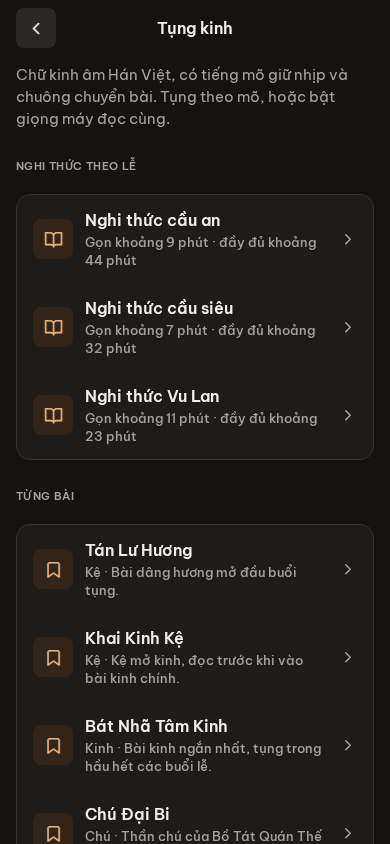 Tụng kinh
Chữ kinh âm Hán Việt, có tiếng mõ giữ nhịp và
chuông chuyển bài. Tụng theo mõ, hoặc bật
giọng máy đọc cùng.
NGHI THỨC THEO LỄ
Nghi thức cầu an
Gọn khoảng 9 phút · đầy đủ khoảng
44 phút
Nghi thức cầu siêu
Gọn khoảng 7 phút · đầy đủ khoảng
32 phút
Nghi thức Vu Lan
Gọn khoảng 11 phút · đầy đủ khoảng
23 phút
TỪNG BÀI
Tán Lư Hương
Kệ · Bài dâng hương mở đầu buổi
tụng.
Khai Kinh Kệ
Kệ · Kệ mở kinh, đọc trước khi vào
bài kinh chính.
Bát Nhã Tâm Kinh
Kinh · Bài kinh ngắn nhất, tụng trong
hầu hết các buổi lễ.
Chú Đại Bi
Chú · Thần chú của Bồ Tát Quán Thế